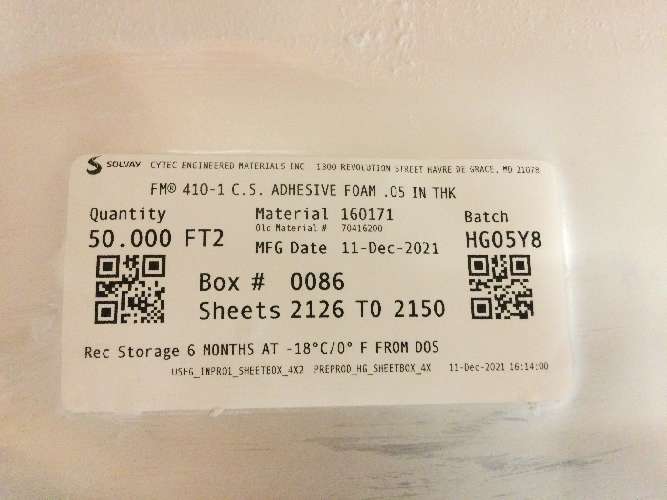 SOLVAY CYTEC ENGINEERED MATERIALS INC 1300 REVOLUTION STREET HAVRE DE GRACE, MD 21078
FM® 410-1 C.S. ADHESIVE FOAM .05 IN THK
Quantity
50.000 FT2
Material 160171
Old Material # 70416200
MFG Date 11-Dec-2021
Batch
HG05Y8
Box # 0086
Sheets 2126 TO 2150
Rec Storage 6 MONTHS AT -18°C/0° F FROM DOS
USFG_INPROL_SHEETBOX_4X2 PREPROD_HG_SHEETBOX_4X 11-Dec-2021 16:14:00